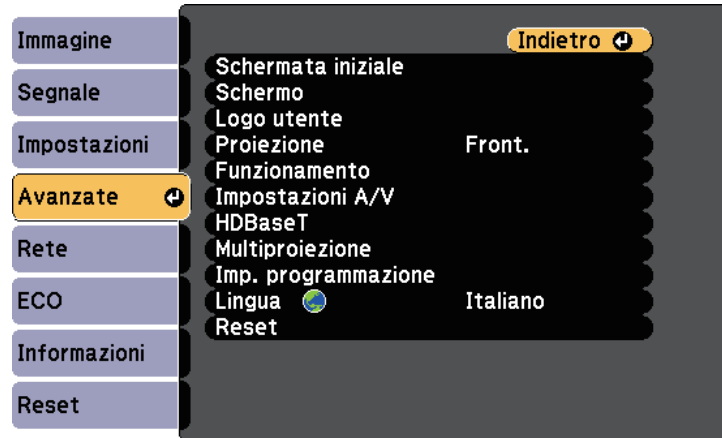 Immagine
Segnale
Impostazioni
Avanzate
Rete
ECO
Informazioni
Reset
Indietro
Schermata iniziale
Schermo
Logo utente
Proiezione Front.
Funzionamento
Impostazioni A/V
HDBaseT
Multiproiezione
Imp. programmazione
Lingua Italiano
Reset